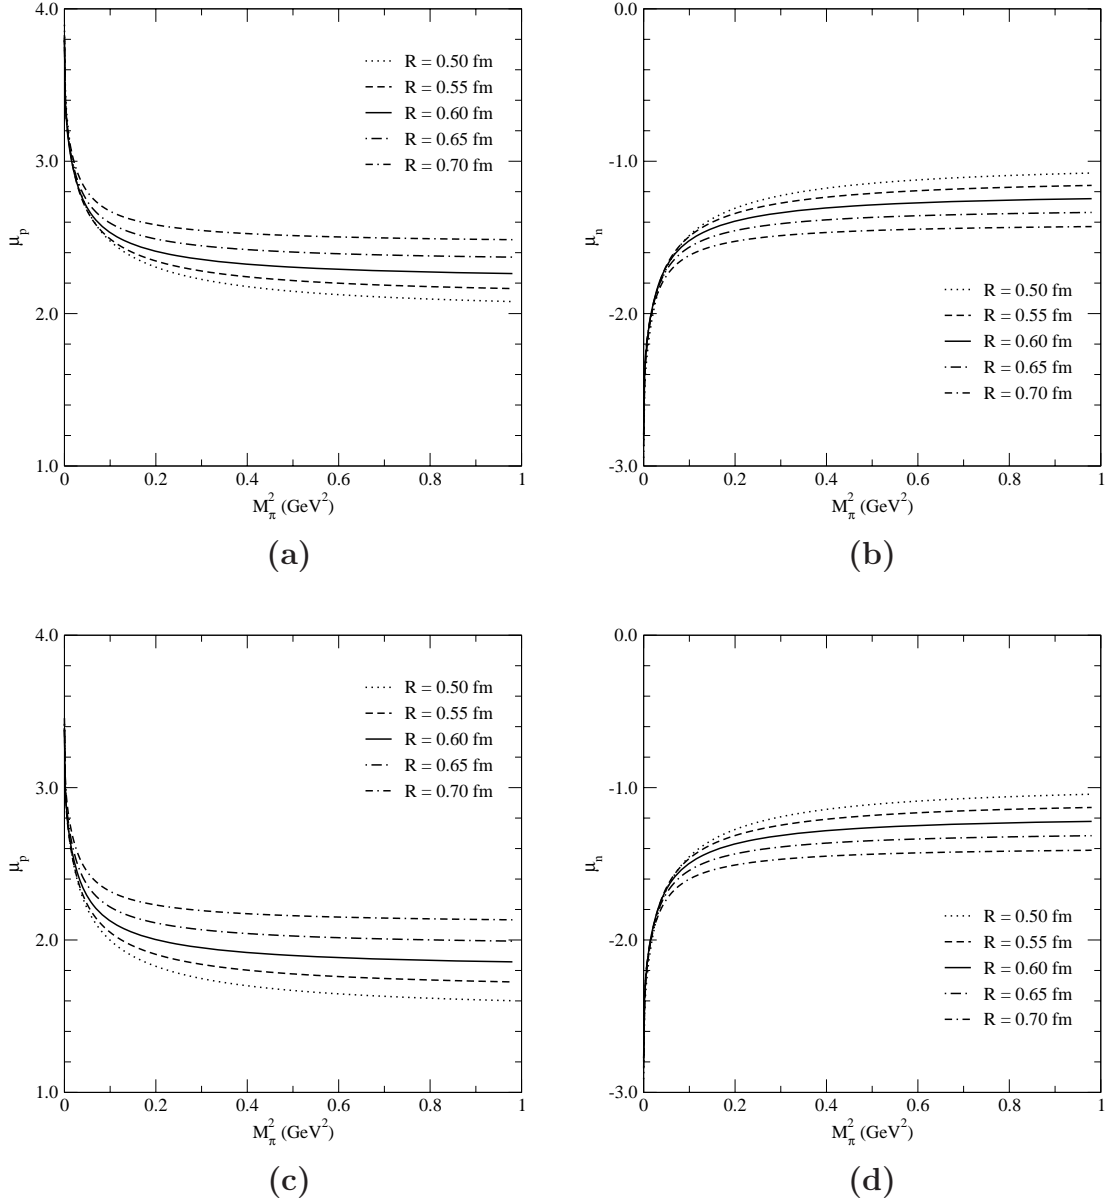 4.0
3.0
2.0
1.0
μp
R = 0.50 fm
R = 0.55 fm
R = 0.60 fm
R = 0.65 fm
R = 0.70 fm
0 0.2 0.4 0.6 0.8 1
Mπ² (GeV²)
(a)
0.0
-1.0
-2.0
-3.0
μn
R = 0.50 fm
R = 0.55 fm
R = 0.60 fm
R = 0.65 fm
R = 0.70 fm
0 0.2 0.4 0.6 0.8 1
Mπ² (GeV²)
(b)
4.0
3.0
2.0
1.0
μp
R = 0.50 fm
R = 0.55 fm
R = 0.60 fm
R = 0.65 fm
R = 0.70 fm
0 0.2 0.4 0.6 0.8 1
Mπ² (GeV²)
(c)
0.0
-1.0
-2.0
-3.0
μn
R = 0.50 fm
R = 0.55 fm
R = 0.60 fm
R = 0.65 fm
R = 0.70 fm
0 0.2 0.4 0.6 0.8 1
Mπ² (GeV²)
(d)